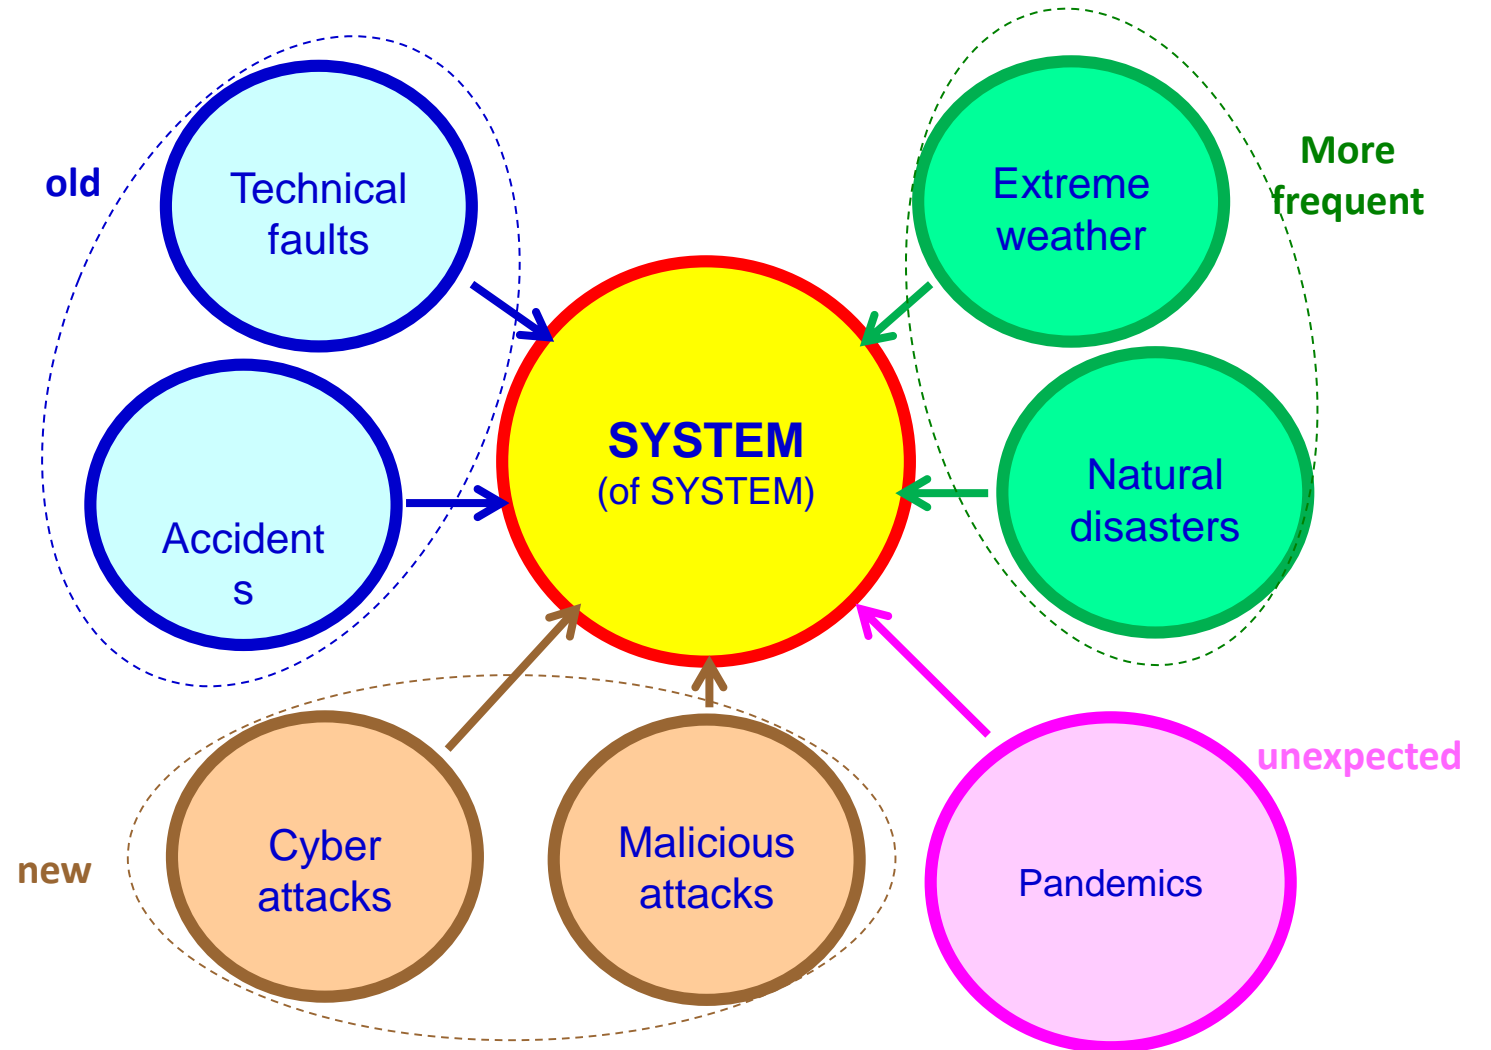 old
Technical
faults
Extreme
weather
More
frequent
SYSTEM
(of SYSTEM)
Accident
s
Natural
disasters
new
Cyber
attacks
Malicious
attacks
Pandemics
unexpected